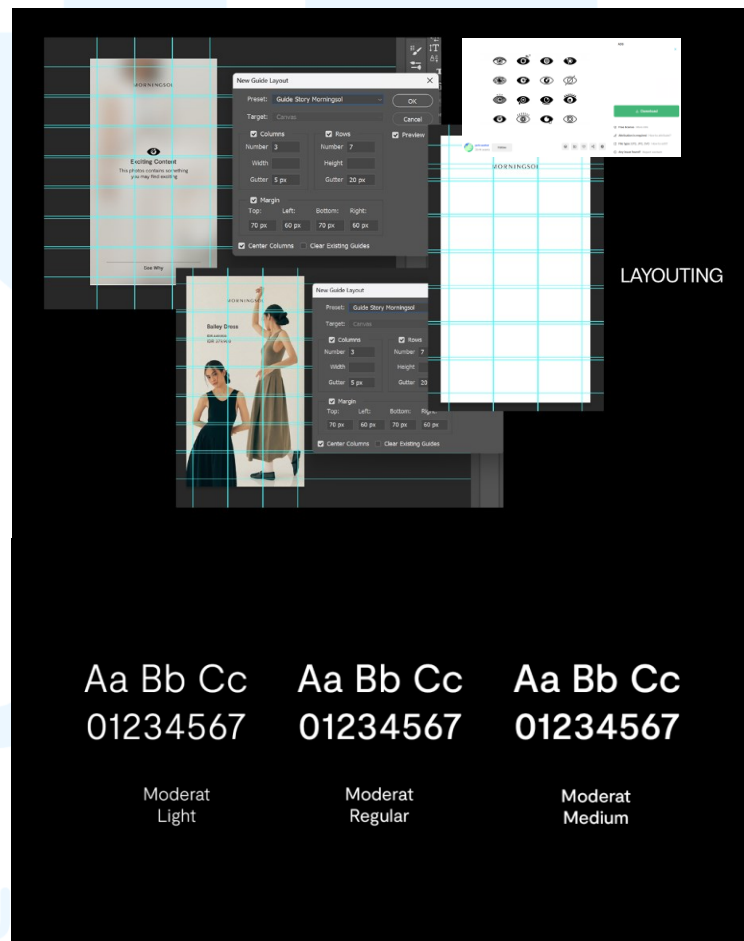 MORNINGSOL
Exciting Content
This photos contains something
you may find exciting
See Why
New Guide Layout
Preset: Guide Story Morningsol
OK
Target: Canvas
Cancel
Columns
Rows
Preview
Number 3
Number 7
Width
Height
Gutter 5 px
Gutter 20 px
Margin
Top: Left: Bottom: Right:
70 px 60 px 70 px 60 px
Center Columns Clear Existing Guides
Download
MORNINGSOL
LAYOUTING
MORNINGSOL
Bailey Dress
New Guide Layout
Preset: Guide Story Morningsol
Target: Canvas
Columns
Rows
Number 3
Number 7
Width
Height
Gutter 5 px
Gutter 20
Margin
Top: Left: Bottom: Right:
70 px 60 px 70 px 60 px
Center Columns Clear Existing Guides
Aa Bb Cc
01234567
Moderat
Light
Aa Bb Cc
01234567
Moderat
Regular
Aa Bb Cc
01234567
Moderat
Medium